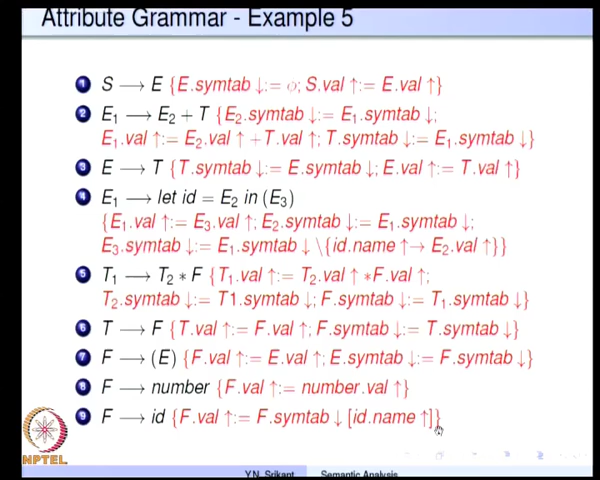 Attribute Grammar - Example 5
1 S ⟶ E {E.symtab ↓:= ϕ; S.val ↑:= E.val ↑}
2 E₁ ⟶ E₂ + T {E₂.symtab ↓:= E₁.symtab ↓;
E₁.val ↑:= E₂.val ↑ +T.val ↑; T.symtab ↓:= E₁.symtab ↓}
3 E ⟶ T {T.symtab ↓:= E.symtab ↓; E.val ↑:= T.val ↑}
4 E₁ ⟶ let id = E₂ in (E₃)
{E₁.val ↑:= E₃.val ↑; E₂.symtab ↓:= E₁.symtab ↓;
E₃.symtab ↓:= E₁.symtab ↓ \{id.name ↑→ E₂.val ↑}}
5 T₁ ⟶ T₂ ∗ F {T₁.val ↑:= T₂.val ↑ ∗F.val ↑;
T₂.symtab ↓:= T1.symtab ↓; F.symtab ↓:= T₁.symtab ↓}
6 T ⟶ F {T.val ↑:= F.val ↑; F.symtab ↓:= T.symtab ↓}
7 F ⟶ (E) {F.val ↑:= E.val ↑; E.symtab ↓:= F.symtab ↓}
8 F ⟶ number {F.val ↑:= number.val ↑}
9 F ⟶ id {F.val ↑:= F.symtab ↓ [id.name ↑]}
NPTEL
Y.N. Srikant Semantic Analysis